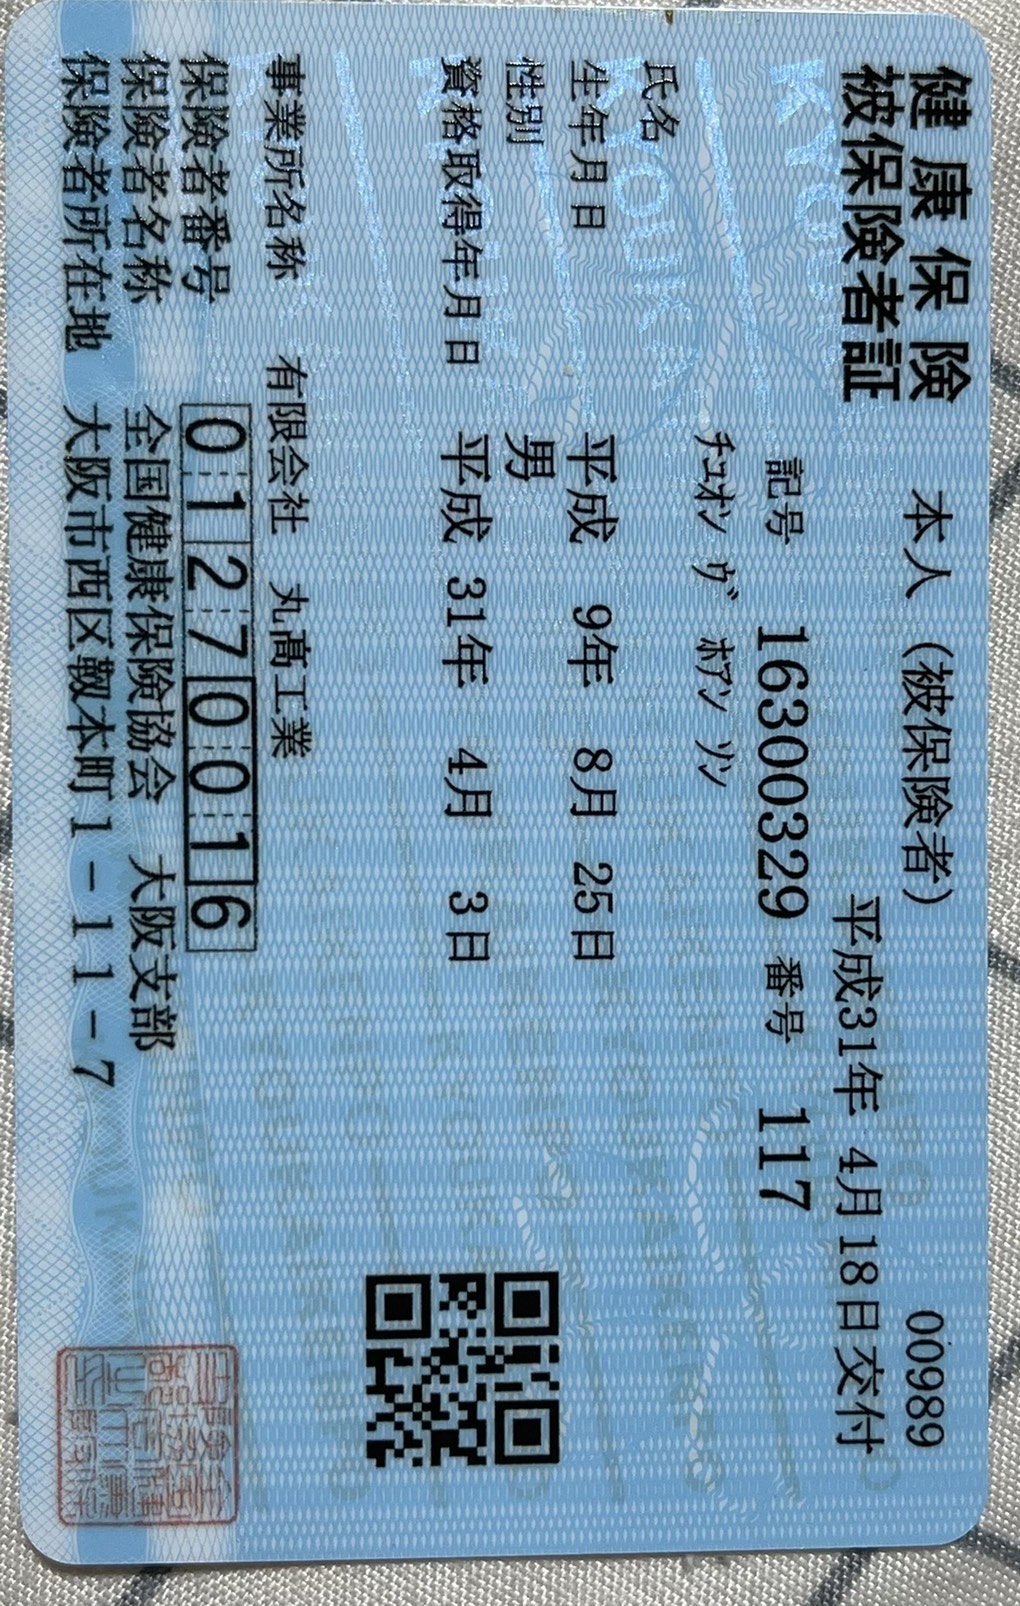 健康保険
被保険者証
本人（被保険者）
00989
平成31年 4月18日交付
記号 16300329 番号 117
ﾁﾕｵﾝ ｳﾞ ﾎｱﾝ ﾘﾝ
氏名
生年月日 平成 9年 8月 25日
性別 男
資格取得年月日 平成 31年 4月 3日
事業所名称 有限会社 丸髙工業
保険者番号 01270016
保険者名称 全国健康保険協会 大阪支部
保険者所在地 大阪市西区靱本町1-11-7